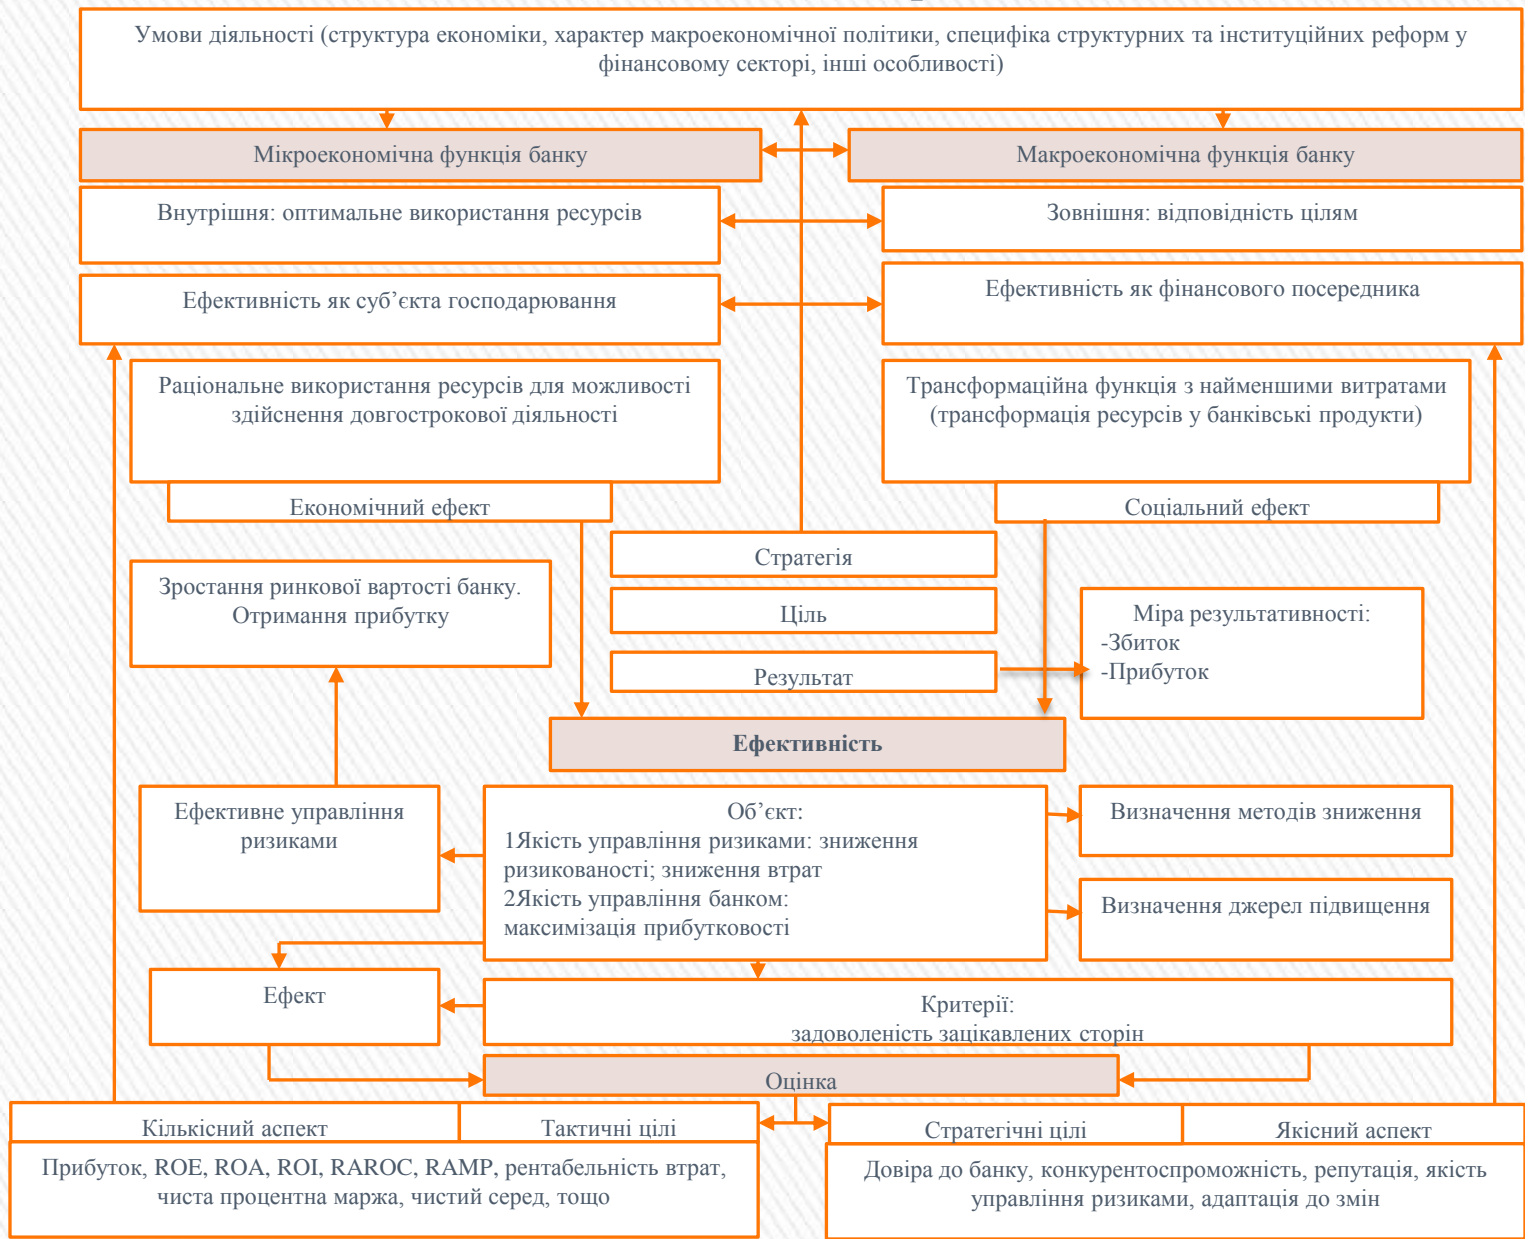 Умови діяльності (структура економіки, характер макроекономічної політики, специфіка структурних та інституційних реформ у
фінансовому секторі, інші особливості)
Мікроекономічна функція банку
Макроекономічна функція банку
Внутрішня: оптимальне використання ресурсів
Зовнішня: відповідність цілям
Ефективність як суб’єкта господарювання
Ефективність як фінансового посередника
Раціональне використання ресурсів для можливості
здійснення довгострокової діяльності
Трансформаційна функція з найменшими витратами
(трансформація ресурсів у банківські продукти)
Економічний ефект
Соціальний ефект
Стратегія
Зростання ринкової вартості банку.
Отримання прибутку
Ціль
Міра результативності:
-Збиток
-Прибуток
Результат
Ефективність
Ефективне управління
ризиками
Об’єкт:
1Якість управління ризиками: зниження
ризикованості; зниження втрат
2Якість управління банком:
максимізація прибутковості
Визначення методів зниження
Визначення джерел підвищення
Ефект
Критерії:
задоволеність зацікавлених сторін
Оцінка
Кількісний аспект
Тактичні цілі
Стратегічні цілі
Якісний аспект
Прибуток, ROE, ROA, ROI, RAROC, RAMP, рентабельність втрат,
чиста процентна маржа, чистий серед, тощо
Довіра до банку, конкурентоспроможність, репутація, якість
управління ризиками, адаптація до змін